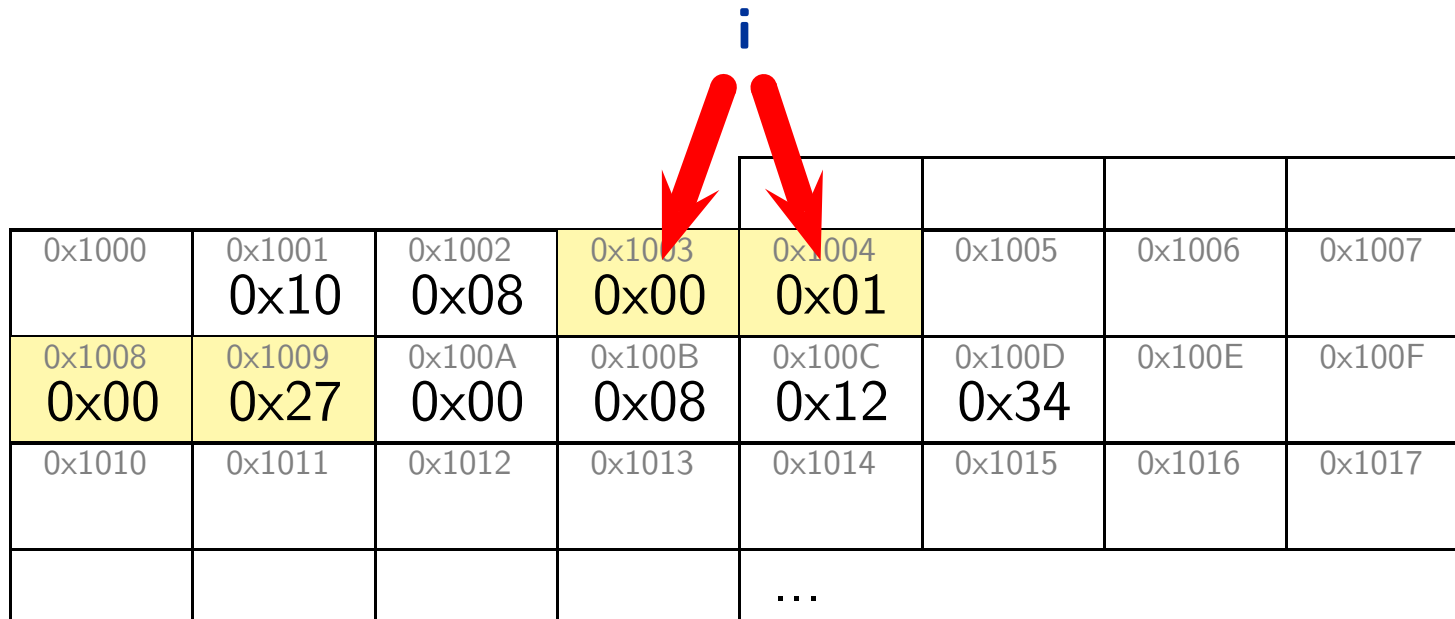 i
0x1000 0x1001 0x1002 0x1003 0x1004 0x1005 0x1006 0x1007
0x10 0x08 0x00 0x01
0x1008 0x1009 0x100A 0x100B 0x100C 0x100D 0x100E 0x100F
0x00 0x27 0x00 0x08 0x12 0x34
0x1010 0x1011 0x1012 0x1013 0x1014 0x1015 0x1016 0x1017
...